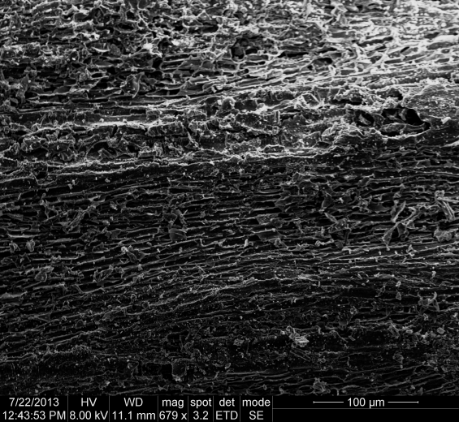 7/22/2013 HV WD mag spot det mode 100 µm
12:43:53 PM 8.00 kV 11.1 mm 679 x 3.2 ETD SE